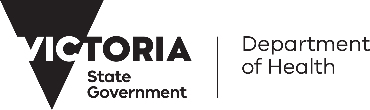 VICTORIA
State
Government
Department
of Health